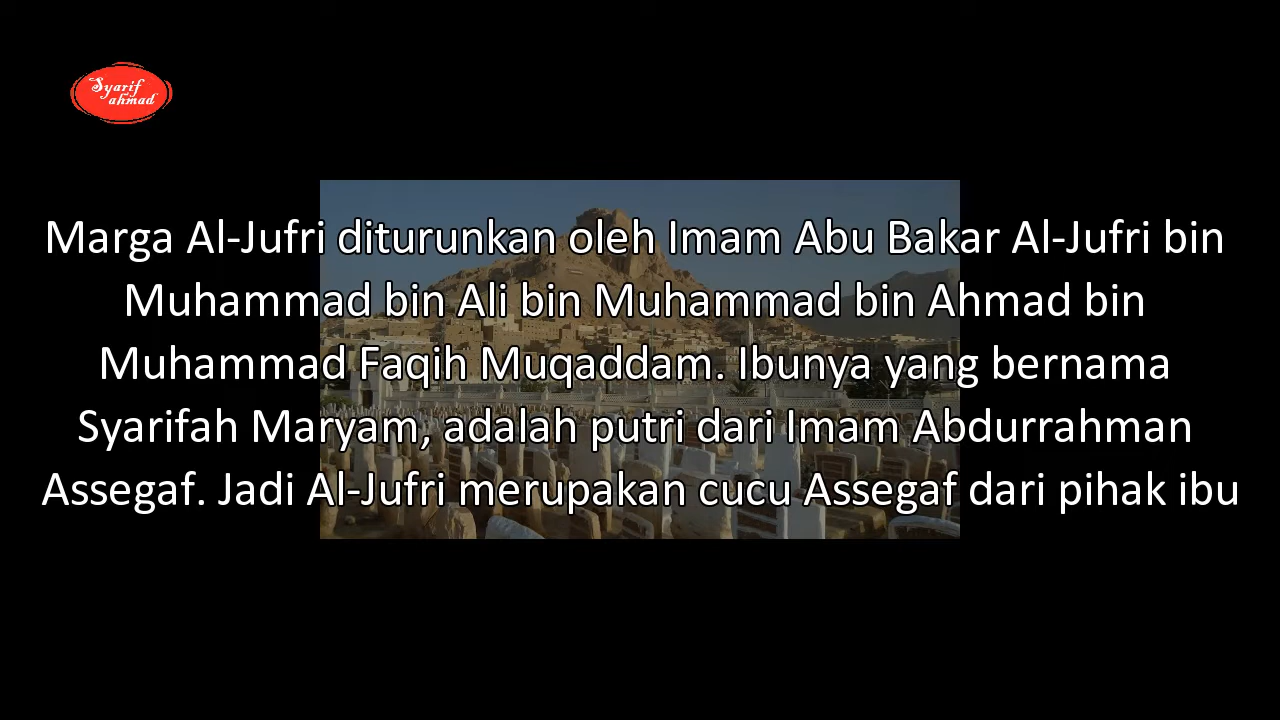 Syarif
ahmad
Marga Al-Jufri diturunkan oleh Imam Abu Bakar Al-Jufri bin
Muhammad bin Ali bin Muhammad bin Ahmad bin
Muhammad Faqih Muqaddam. Ibunya yang bernama
Syarifah Maryam, adalah putri dari Imam Abdurrahman
Assegaf. Jadi Al-Jufri merupakan cucu Assegaf dari pihak ibu